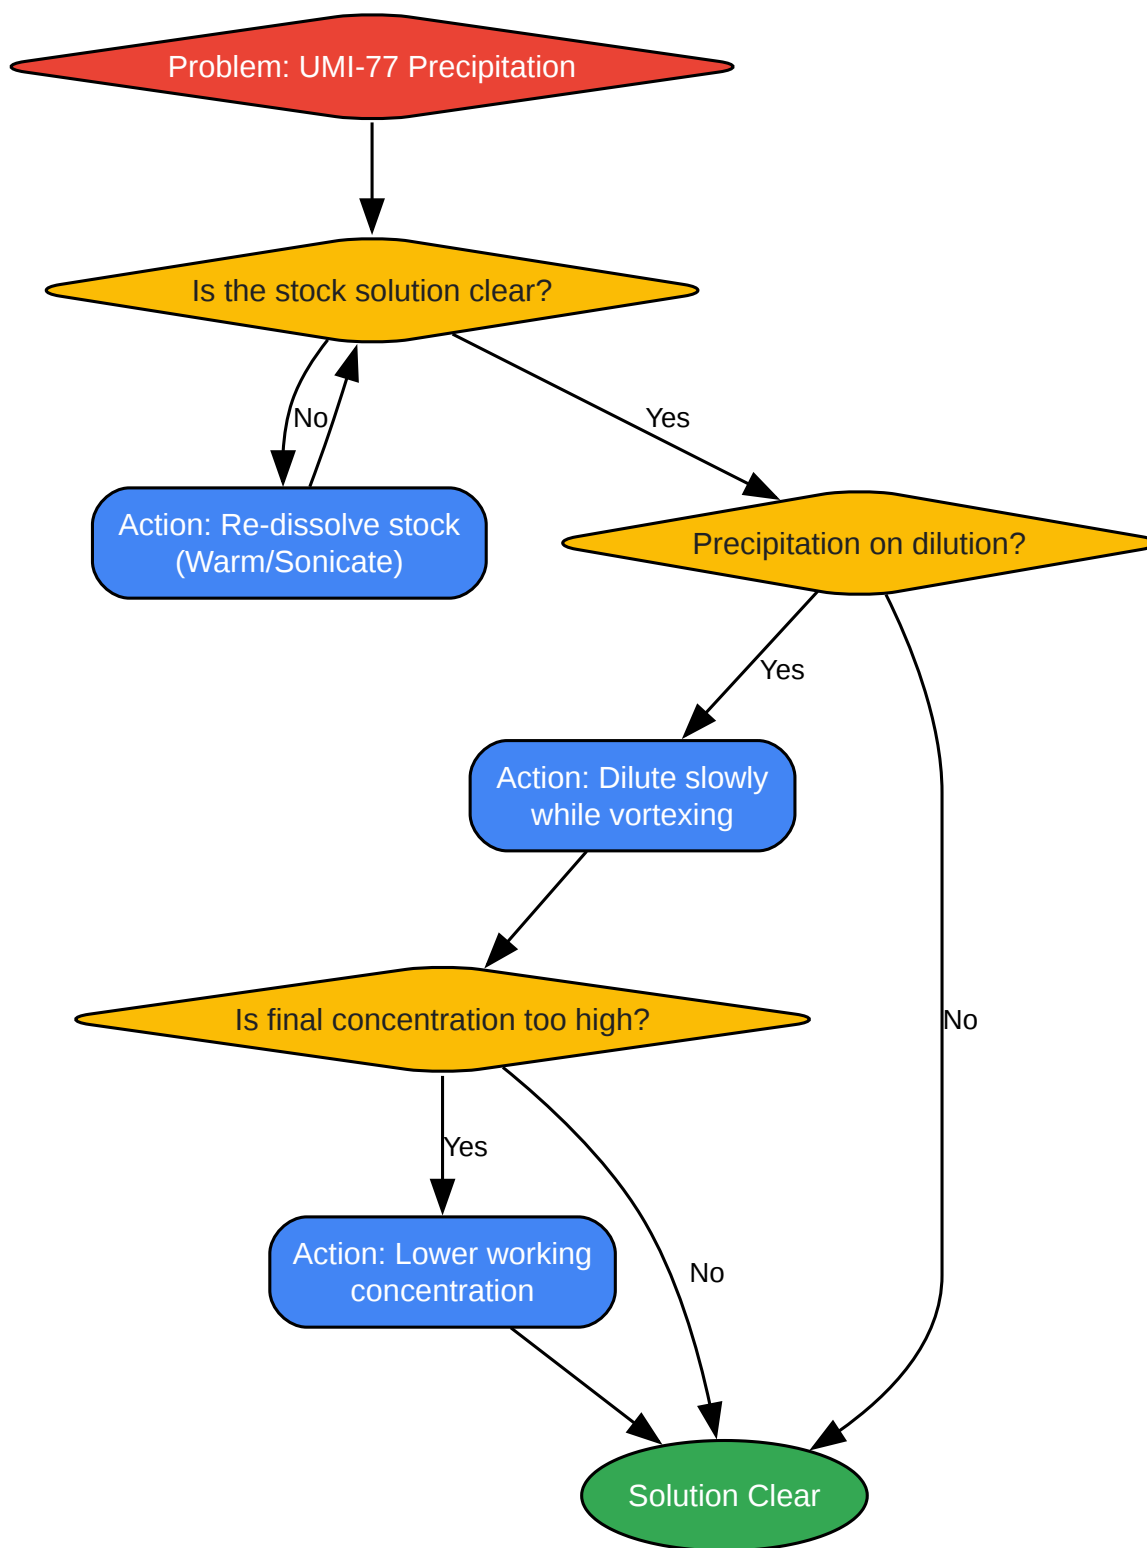 Problem: UMI-77 Precipitation
Is the stock solution clear?
No
Yes
Action: Re-dissolve stock
(Warm/Sonicate)
Precipitation on dilution?
Yes
Action: Dilute slowly
while vortexing
Is final concentration too high?
No
Yes
Action: Lower working
concentration
No
Solution Clear